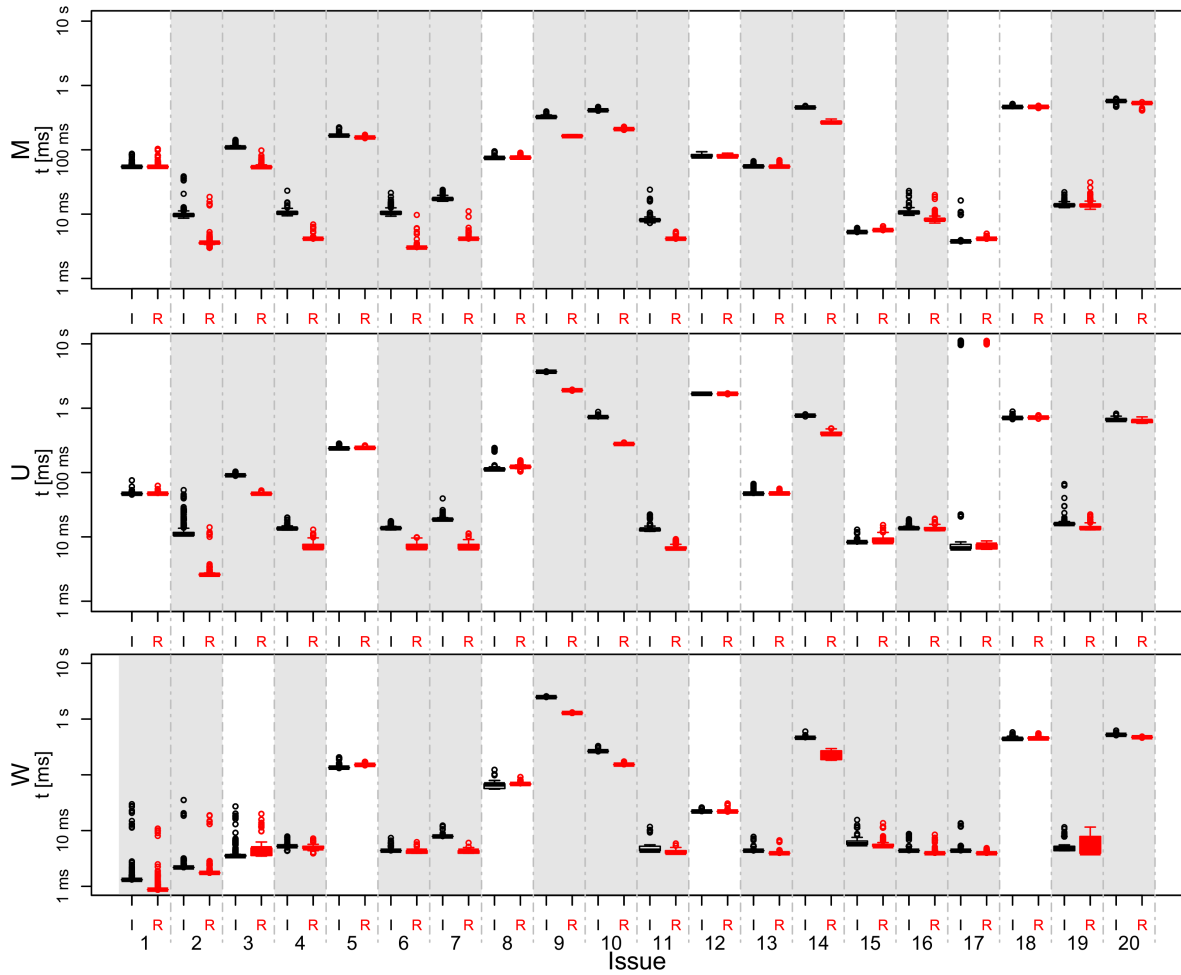 10 s
1 s
100 ms
10 ms
1 ms
M
t [ms]
I R I R I R I R I R I R I R I R I R I R I R I R I R I R I R I R I R I R I R I R
10 s
1 s
100 ms
10 ms
1 ms
U
t [ms]
I R I R I R I R I R I R I R I R I R I R I R I R I R I R I R I R I R I R I R I R
10 s
1 s
10 ms
1 ms
W
t [ms]
I R I R I R I R I R I R I R I R I R I R I R I R I R I R I R I R I R I R I R I R
1 2 3 4 5 6 7 8 9 10 11 12 13 14 15 16 17 18 19 20
Issue